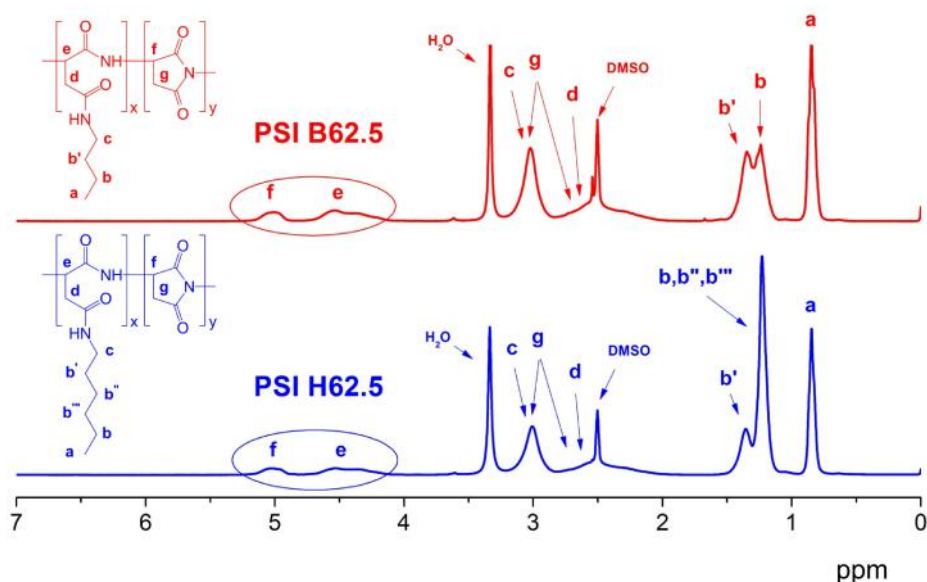 a
H₂O
g
DMSO
c
b
d
b'
e
O
f
O
NH
d
O
g
N
x
O
y
HN
c
b'
b
a
PSI B62.5
f
e
e
O
f
O
NH
d
O
g
N
x
O
y
HN
c
b'
b"
b'"
b
a
PSI H62.5
f
e
b,b",b'"
a
H₂O
g
DMSO
c
d
b'
7 6 5 4 3 2 1 0
ppm